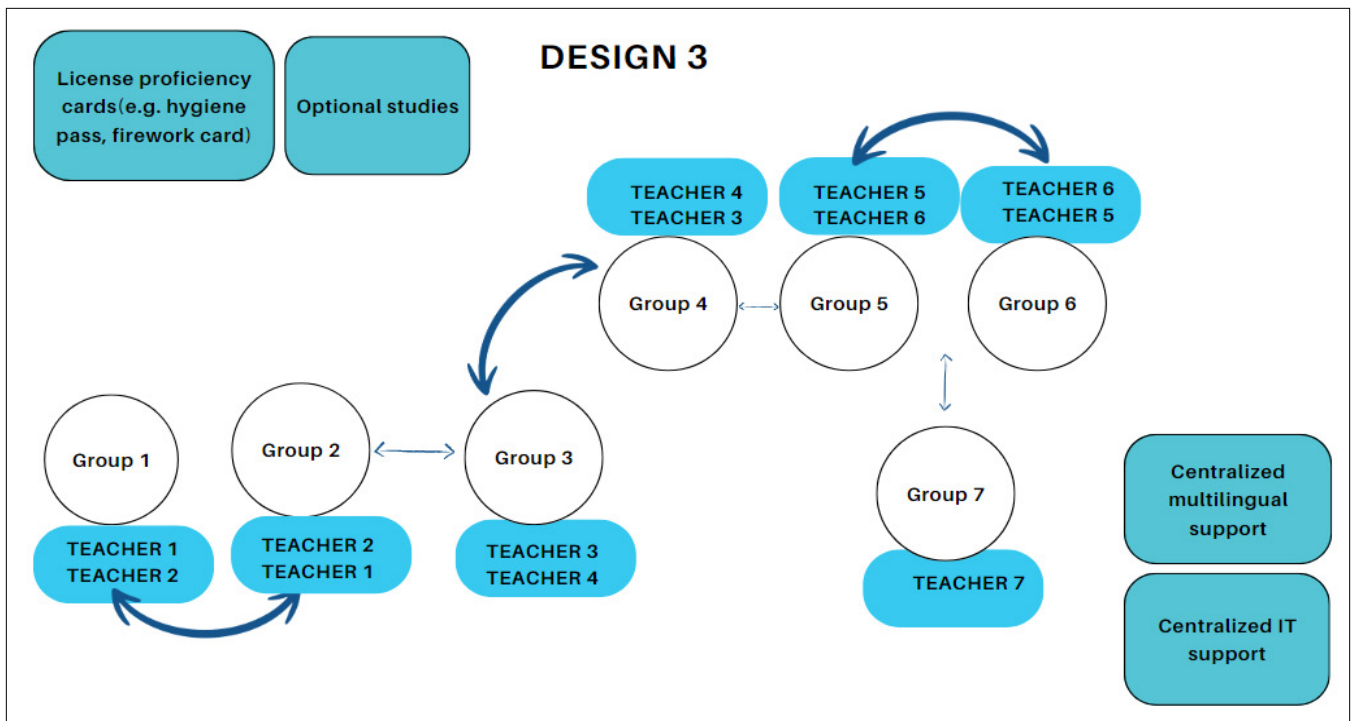 DESIGN 3
License proficiency
cards(e.g. hygiene
pass, firework card)
Optional studies
TEACHER 4
TEACHER 3
TEACHER 5
TEACHER 6
TEACHER 6
TEACHER 5
Group 4
Group 5
Group 6
Group 1
Group 2
Group 3
Group 7
TEACHER 1
TEACHER 2
TEACHER 2
TEACHER 1
TEACHER 3
TEACHER 4
TEACHER 7
Centralized
multilingual
support
Centralized IT
support